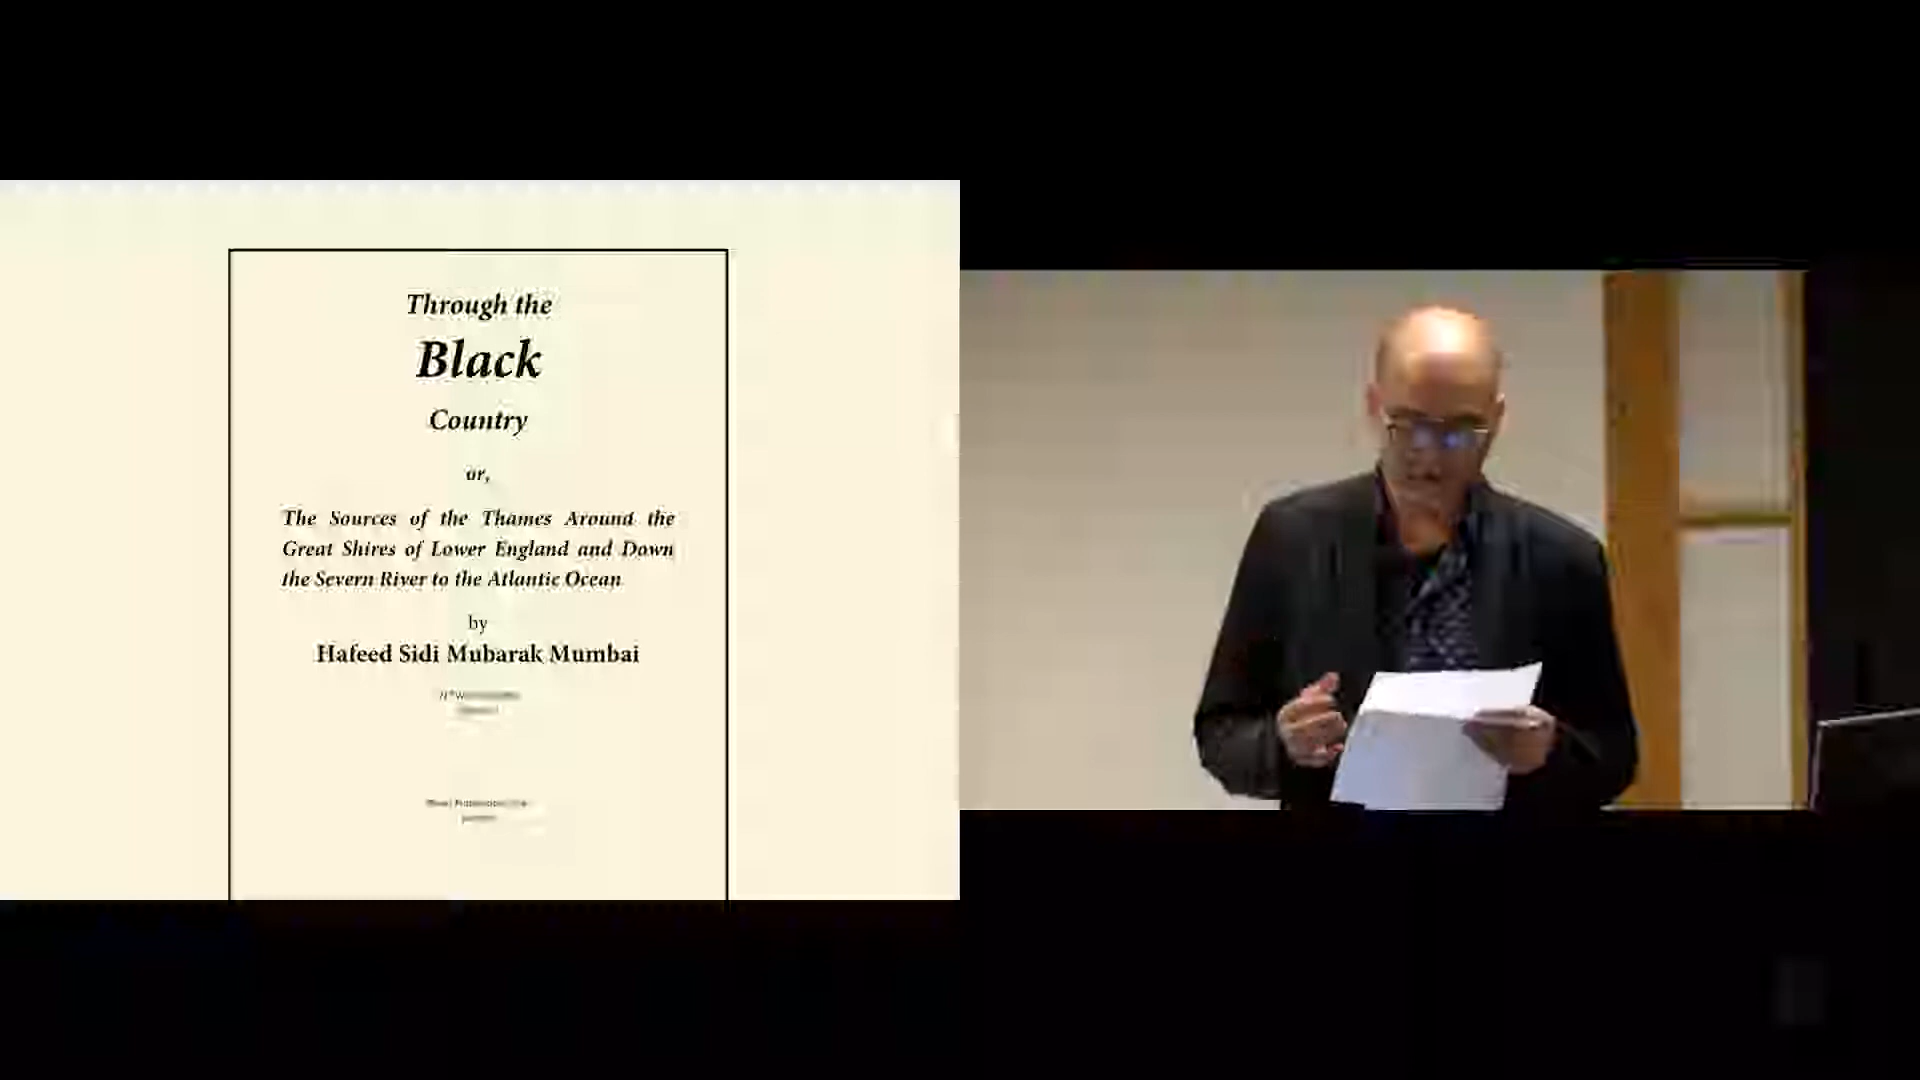 Through the
Black
Country
or,
The Sources of the Thames Around the
Great Shires of Lower England and Down
the Severn River to the Atlantic Ocean
by
Hafeed Sidi Mubarak Mumbai